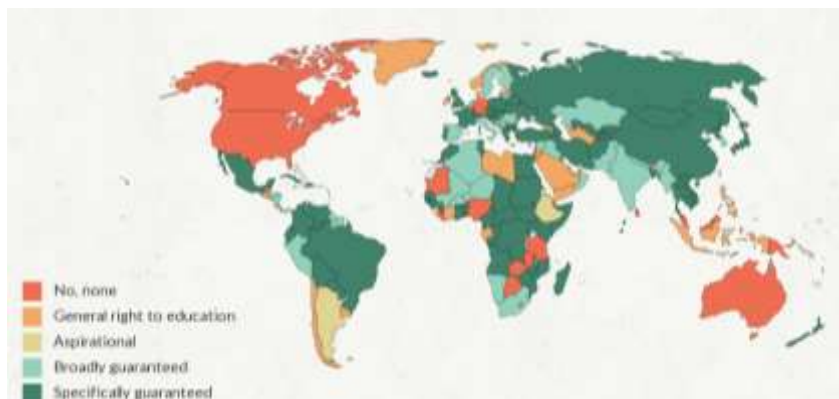 No, none
General right to education
Aspirational
Broadly guaranteed
Specifically guaranteed